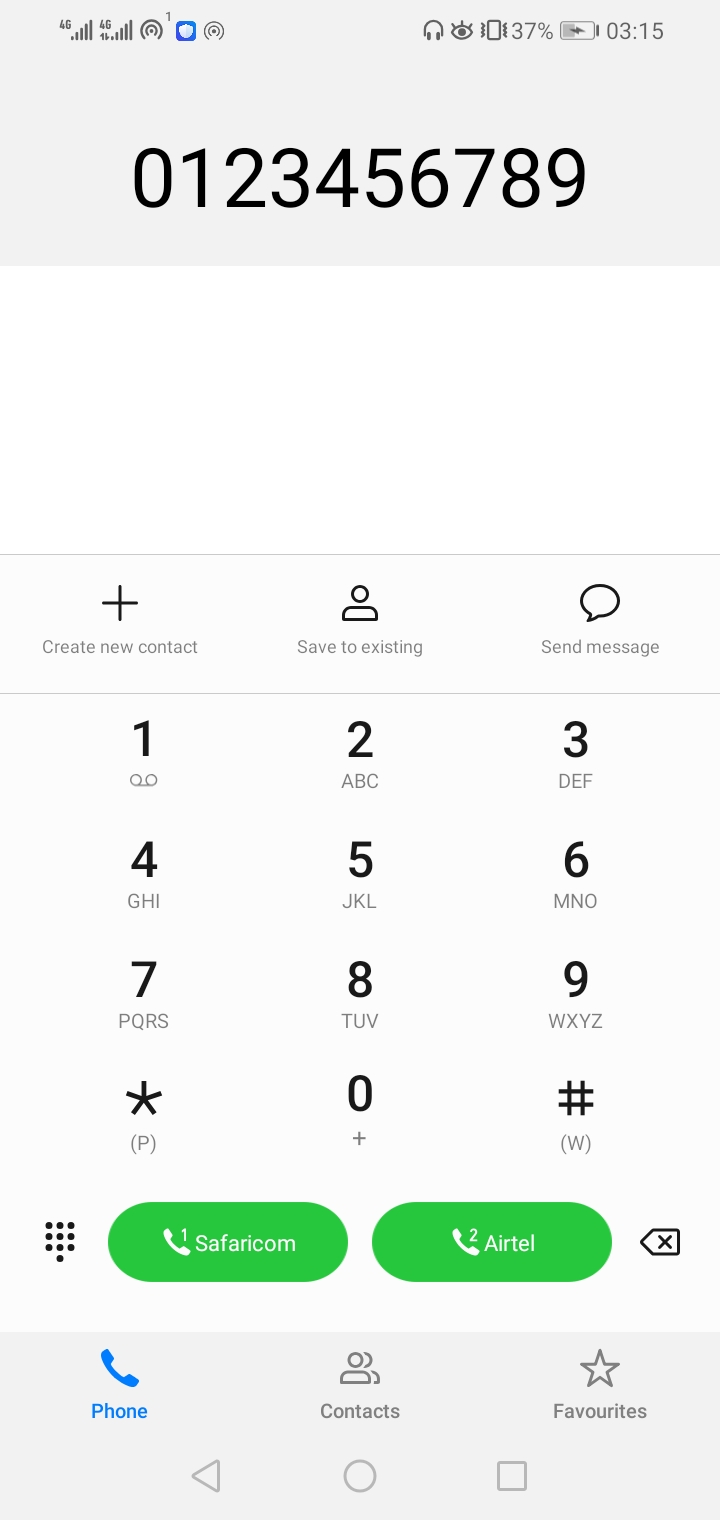 4G 4G 1 37% 03:15
0123456789
Create new contact Save to existing Send message
1 2 3
ABC DEF
4 5 6
GHI JKL MNO
7 8 9
PQRS TUV WXYZ
* 0 #
(P) + (W)
1 Safaricom 2 Airtel
Phone Contacts Favourites